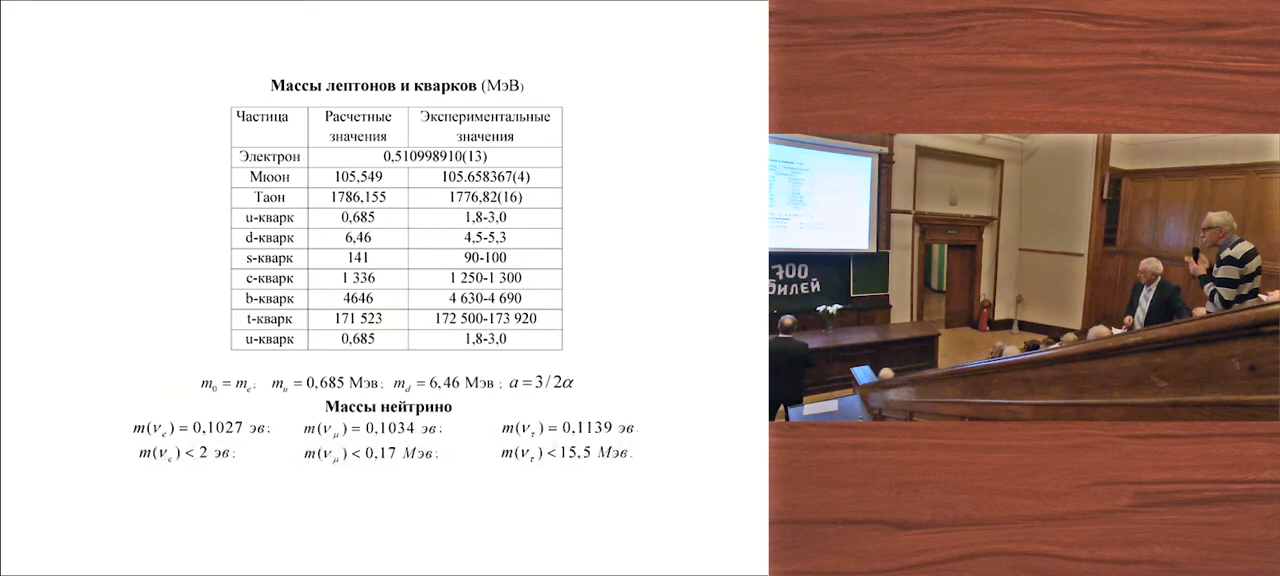 Массы лептонов и кварков (МэВ)
Частица Расчетные значения Экспериментальные значения
Электрон 0,510998910(13)
Мюон 105,549 105.658367(4)
Таон 1786,155 1776,82(16)
u-кварк 0,685 1,8-3,0
d-кварк 6,46 4,5-5,3
s-кварк 141 90-100
c-кварк 1 336 1 250-1 300
b-кварк 4646 4 630-4 690
t-кварк 171 523 172 500-173 920
u-кварк 0,685 1,8-3,0
m₀ = mₑ; mᵤ = 0,685 Мэв; m_d = 6,46 Мэв; a = 3/2α
Массы нейтрино
m(νₑ) = 0,1027 эв; m(ν_μ) = 0,1034 эв; m(ν_τ) = 0,1139 эв.
m(νₑ) < 2 эв; m(ν_μ) < 0,17 Мэв; m(ν_τ) < 15,5 Мэв.
700
БИЛЕЙ